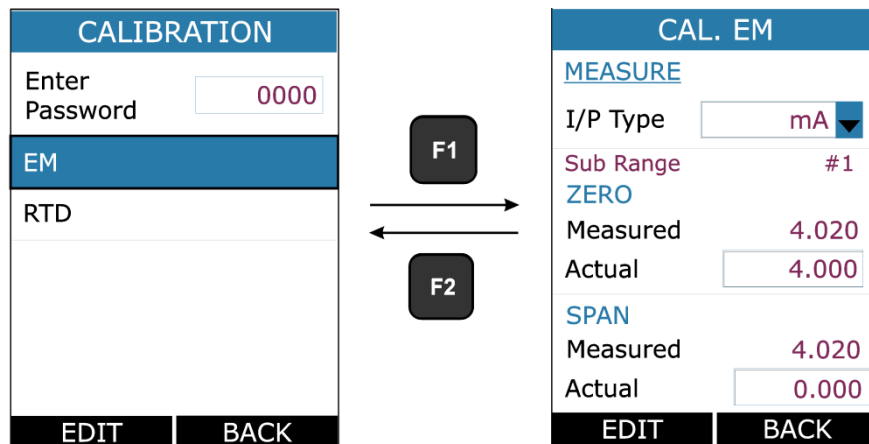 CALIBRATION
Enter
Password 0000
EM
RTD
EDIT BACK
F1
F2
CAL. EM
MEASURE
I/P Type mA
Sub Range #1
ZERO
Measured 4.020
Actual 4.000
SPAN
Measured 4.020
Actual 0.000
EDIT BACK